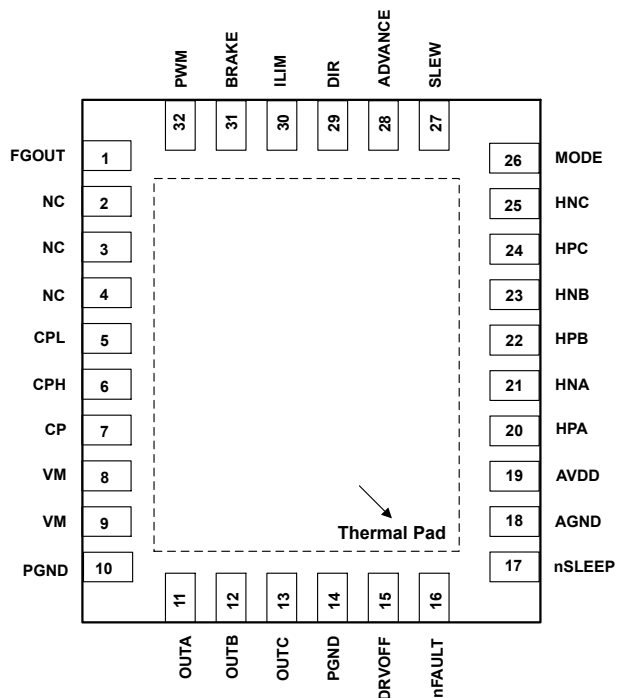 PWM
BRAKE
ILIM
DIR
ADVANCE
SLEW
32
31
30
29
28
27
FGOUT 1
NC 2
NC 3
NC 4
CPL 5
CPH 6
CP 7
VM 8
VM 9
PGND 10
26 MODE
25 HNC
24 HPC
23 HNB
22 HPB
21 HNA
20 HPA
19 AVDD
18 AGND
17 nSLEEP
Thermal Pad
11
12
13
14
15
16
OUTA
OUTB
OUTC
PGND
DRVOFF
nFAULT